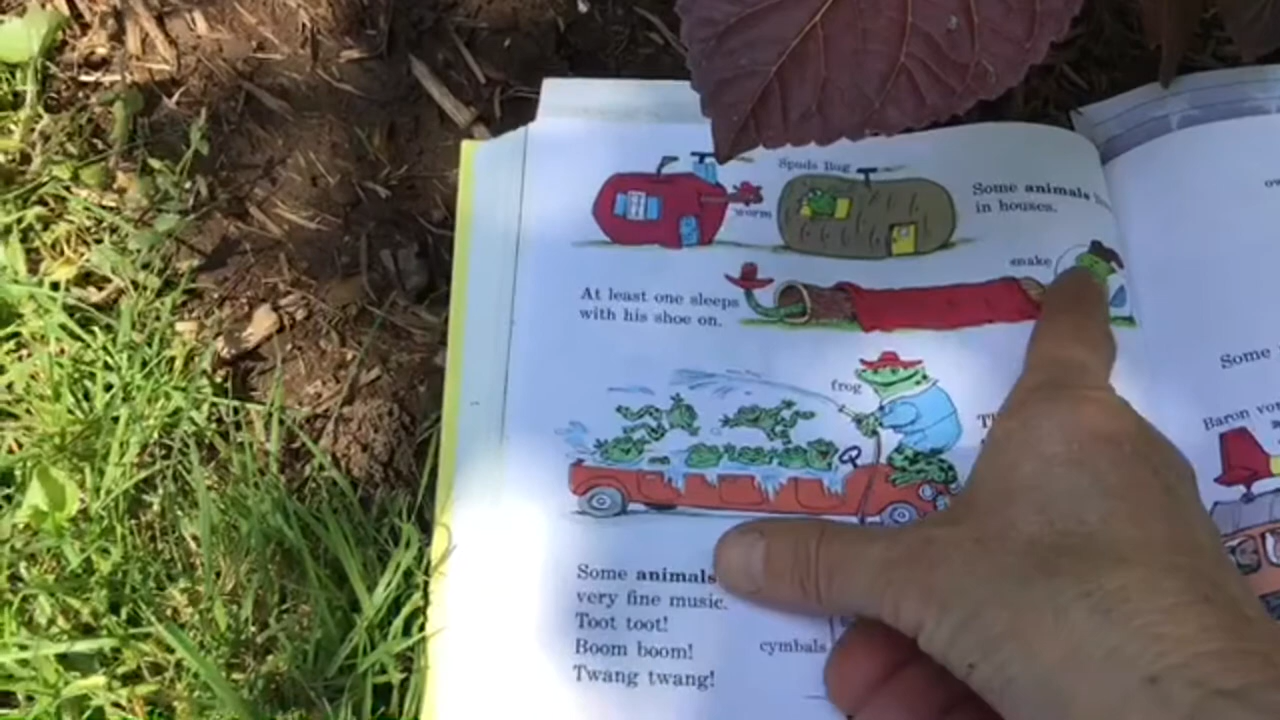 Spuds Bug
worm
Some animals
in houses.
snake
At least one sleeps
with his shoe on.
frog
Some animals
very fine music.
Toot toot!
Boom boom!
Twang twang!
cymbals
Some
Baron